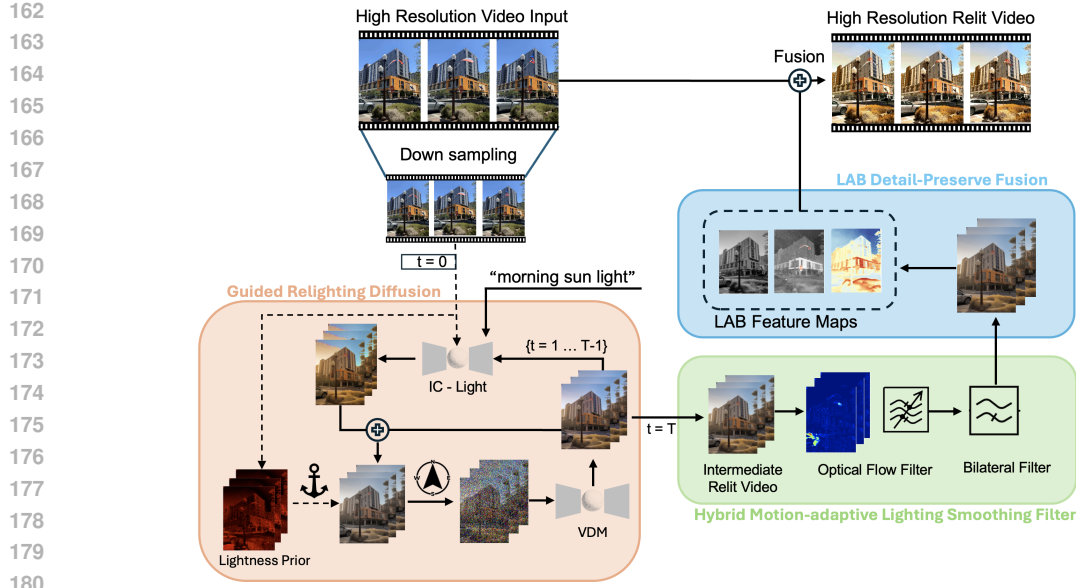 162
163
164
165
166
167
168
169
170
171
172
173
174
175
176
177
178
179
180
High Resolution Video Input
High Resolution Relit Video
Fusion
Down sampling
LAB Detail-Preserve Fusion
t = 0
“morning sun light”
Guided Relighting Diffusion
LAB Feature Maps
{t = 1 … T-1}
IC - Light
t = T
N
W
E
S
Intermediate
Relit Video
Optical Flow Filter
Bilateral Filter
VDM
Lightness Prior
Hybrid Motion-adaptive Lighting Smoothing Filter